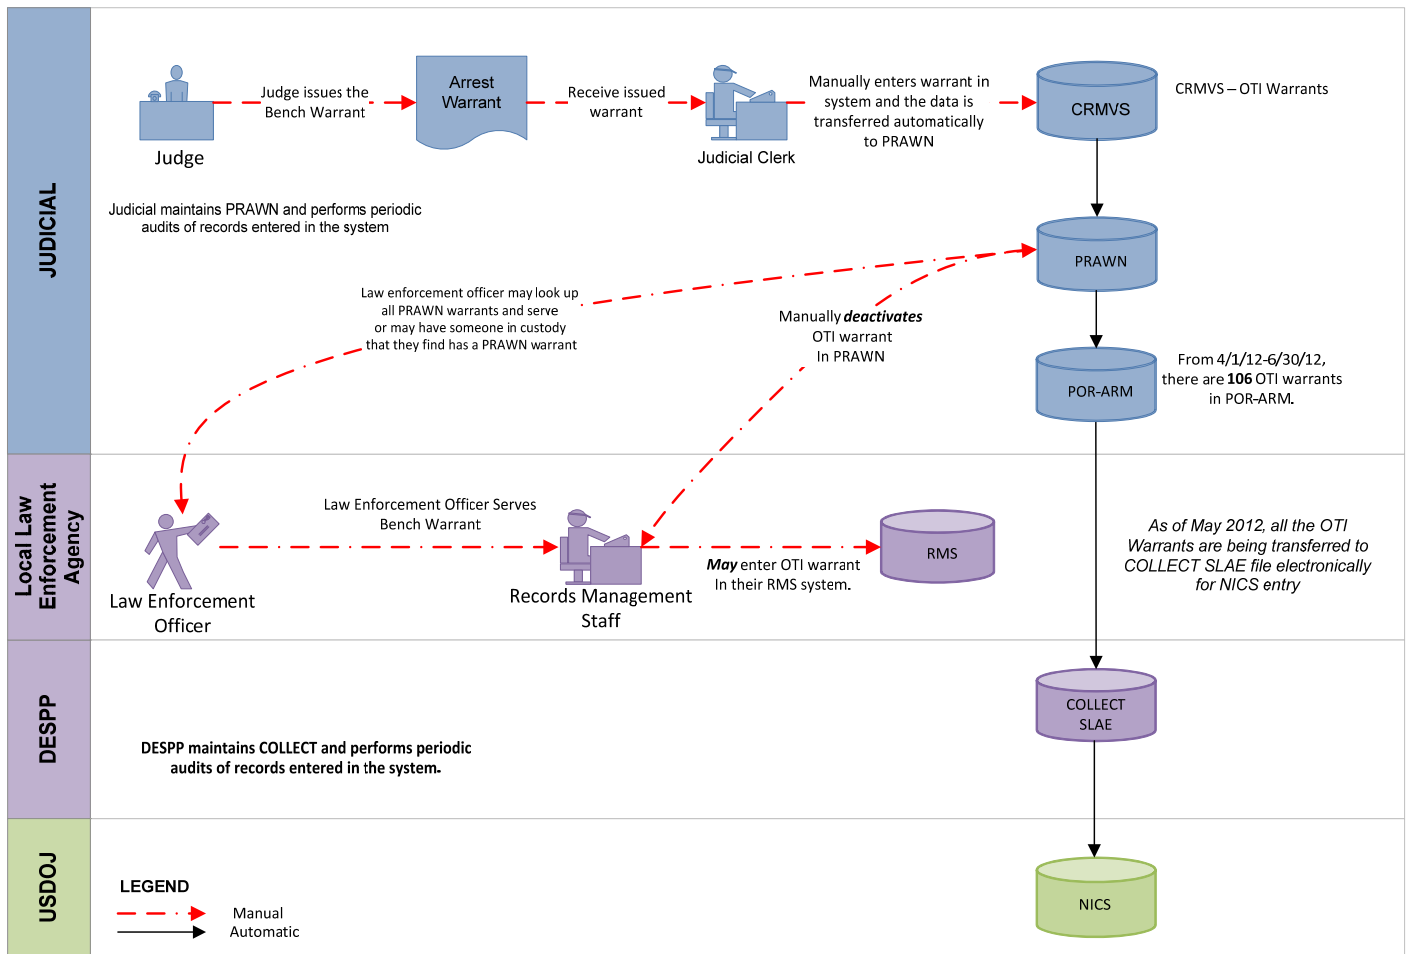 JUDICIAL
Judge
Judge issues the
Bench Warrant
Arrest
Warrant
Receive issued
warrant
Judicial Clerk
Manually enters warrant in
system and the data is
transferred automatically
to PRAWN
CRMVS
CRMVS – OTI Warrants
Judicial maintains PRAWN and performs periodic
audits of records entered in the system
PRAWN
Law enforcement officer may look up
all PRAWN warrants and serve
or may have someone in custody
that they find has a PRAWN warrant
Manually deactivates
OTI warrant
In PRAWN
POR-ARM
From 4/1/12-6/30/12,
there are 106 OTI warrants
in POR-ARM.
Local Law
Enforcement
Agency
Law Enforcement
Officer
Law Enforcement Officer Serves
Bench Warrant
Records Management
Staff
May enter OTI warrant
In their RMS system.
RMS
As of May 2012, all the OTI
Warrants are being transferred to
COLLECT SLAE file electronically
for NICS entry
DESPP
DESPP maintains COLLECT and performs periodic
audits of records entered in the system.
COLLECT
SLAE
USDOJ
LEGEND
Manual
Automatic
NICS